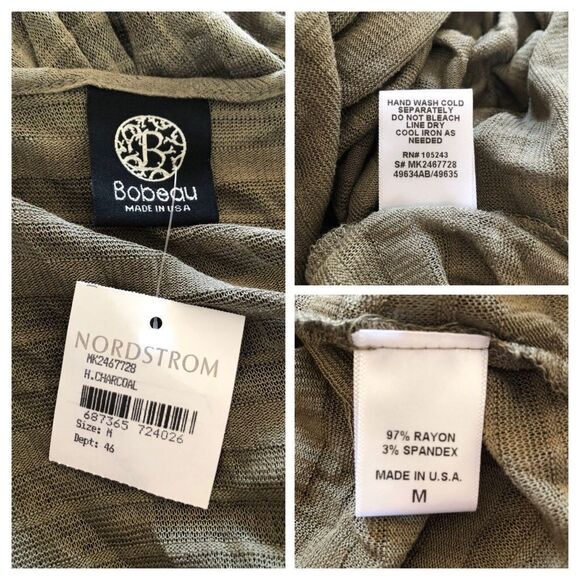 B
Bobeau
MADE IN USA
NORDSTROM
MK2467728
H.CHARCOAL
687365 724026
Size: M
Dept: 46
HAND WASH COLD
SEPARATELY
DO NOT BLEACH
LINE DRY
COOL IRON AS
NEEDED
RN# 105243
S# MK2467728
49634AB/49635
97% RAYON
3% SPANDEX
MADE IN U.S.A.
M